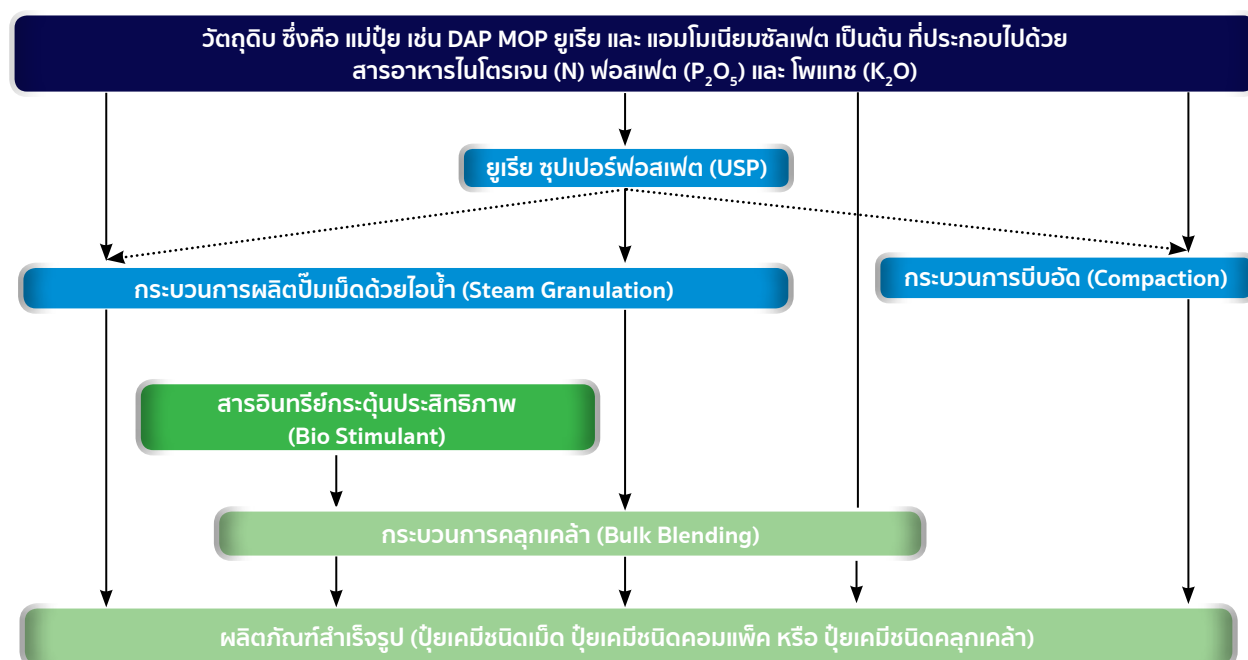 วัตถุดิบ ซึ่งคือ แม่ปุ๋ย เช่น DAP MOP ยูเรีย และ แอมโมเนียมซัลเฟต เป็นต้น ที่ประกอบไปด้วย
สารอาหารไนโตรเจน (N) ฟอสเฟต (P₂O₅) และ โพแทช (K₂O)
ยูเรีย ซุปเปอร์ฟอสเฟต (USP)
กระบวนการผลิตปั๊มเม็ดด้วยไอน้ำ (Steam Granulation)
กระบวนการบีบอัด (Compaction)
สารอินทรีย์กระตุ้นประสิทธิภาพ
(Bio Stimulant)
กระบวนการคลุกเคล้า (Bulk Blending)
ผลิตภัณฑ์สำเร็จรูป (ปุ๋ยเคมีชนิดเม็ด ปุ๋ยเคมีชนิดคอมแพ็ค หรือ ปุ๋ยเคมีชนิดคลุกเคล้า)